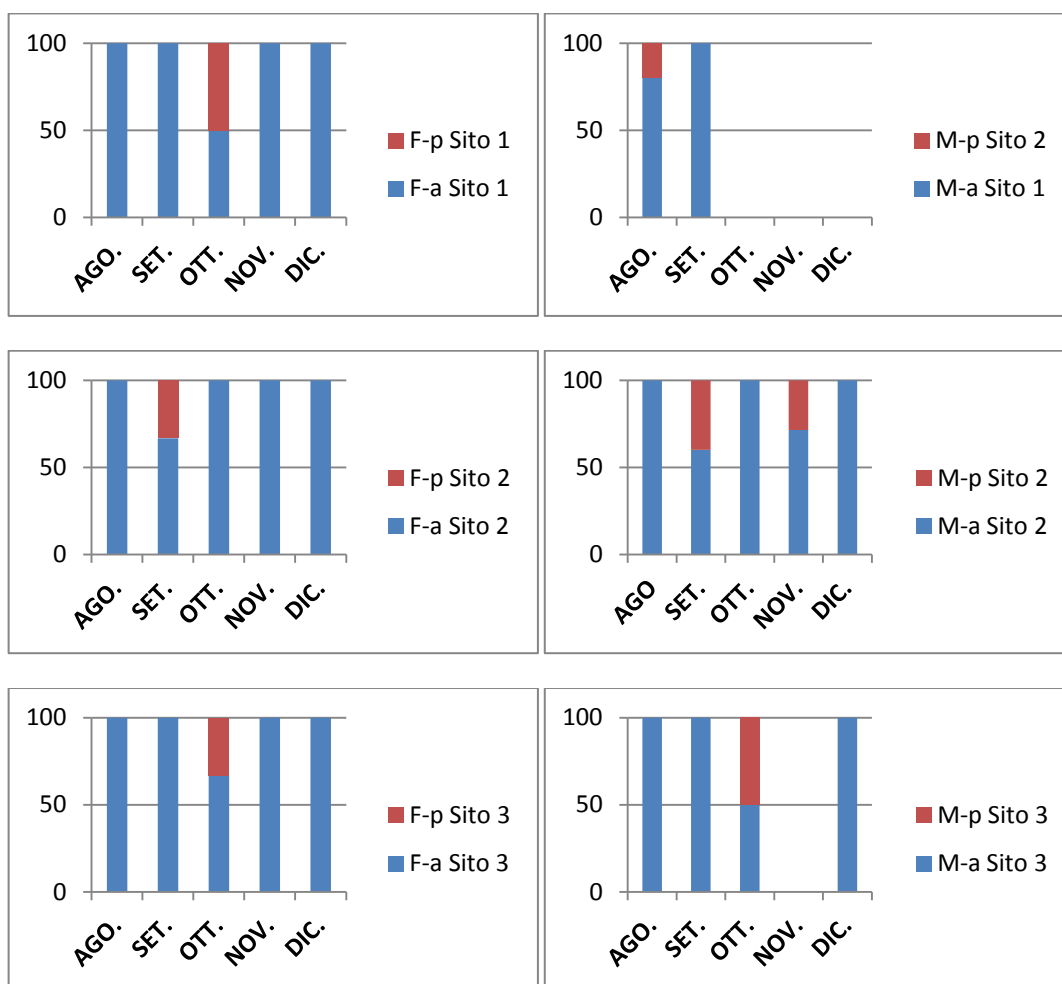 100
50
0
AGO.
SET.
OTT.
NOV.
DIC.
F-p Sito 1
F-a Sito 1
100
50
0
AGO.
SET.
OTT.
NOV.
DIC.
M-p Sito 2
M-a Sito 1
100
50
0
AGO.
SET.
OTT.
NOV.
DIC.
F-p Sito 2
F-a Sito 2
100
50
0
AGO
SET.
OTT.
NOV.
DIC.
M-p Sito 2
M-a Sito 2
100
50
0
AGO.
SET.
OTT.
NOV.
DIC.
F-p Sito 3
F-a Sito 3
100
50
0
AGO.
SET.
OTT.
NOV.
DIC.
M-p Sito 3
M-a Sito 3